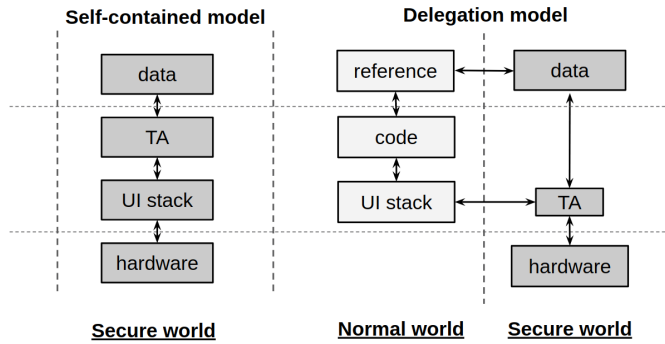 Self-contained model
Delegation model
data
TA
UI stack
hardware
reference
code
UI stack
data
TA
hardware
Secure world
Normal world
Secure world